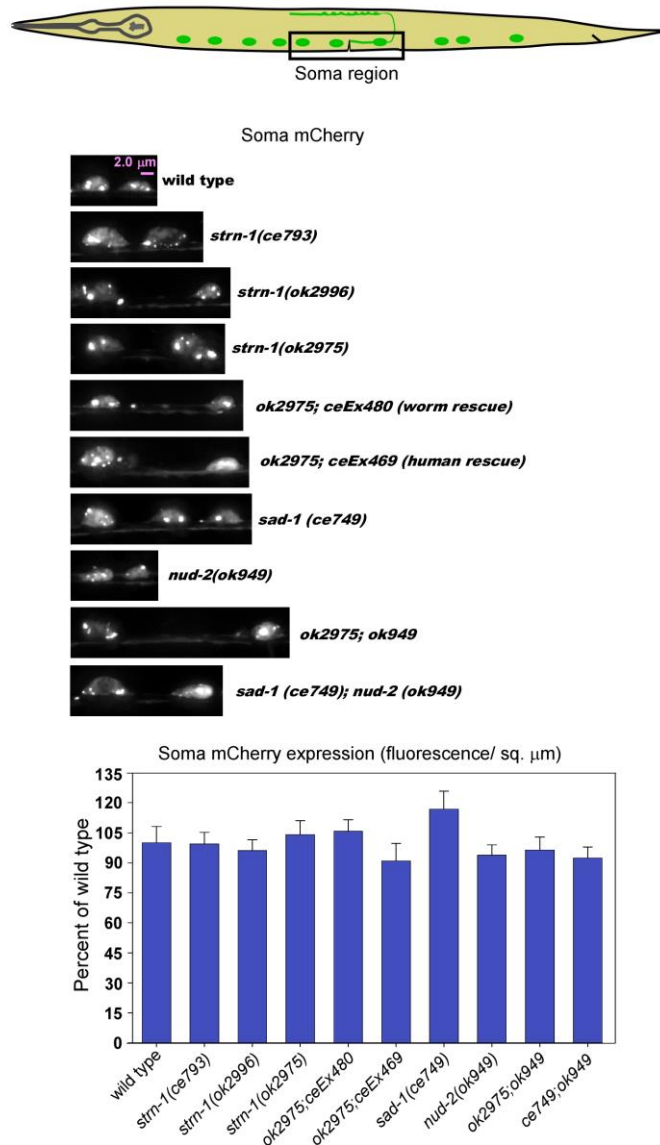 Soma region
Soma mCherry
2.0 µm
wild type
strn-1(ce793)
strn-1(ok2996)
strn-1(ok2975)
ok2975; ceEx480 (worm rescue)
ok2975; ceEx469 (human rescue)
sad-1 (ce749)
nud-2(ok949)
ok2975; ok949
sad-1 (ce749); nud-2 (ok949)
Soma mCherry expression (fluorescence/ sq. µm)
Percent of wild type
135
120
105
90
75
60
45
30
15
0
wild type
strn-1(ce793)
strn-1(ok2996)
strn-1(ok2975)
ok2975;ceEx480
ok2975;ceEx469
sad-1(ce749)
nud-2(ok949)
ok2975;ok949
ce749;ok949